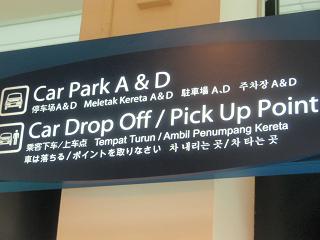 Car Park A & D
停车场A&D Meletak Kereta A&D 駐車場 A.D 주차장 A&D
Car Drop Off / Pick Up Point
乘客下车/上车点 Tempat Turun / Ambil Penumpang Kereta
車は落ちる/ポイントを取りなさい 차 내리는 곳/차 타는 곳